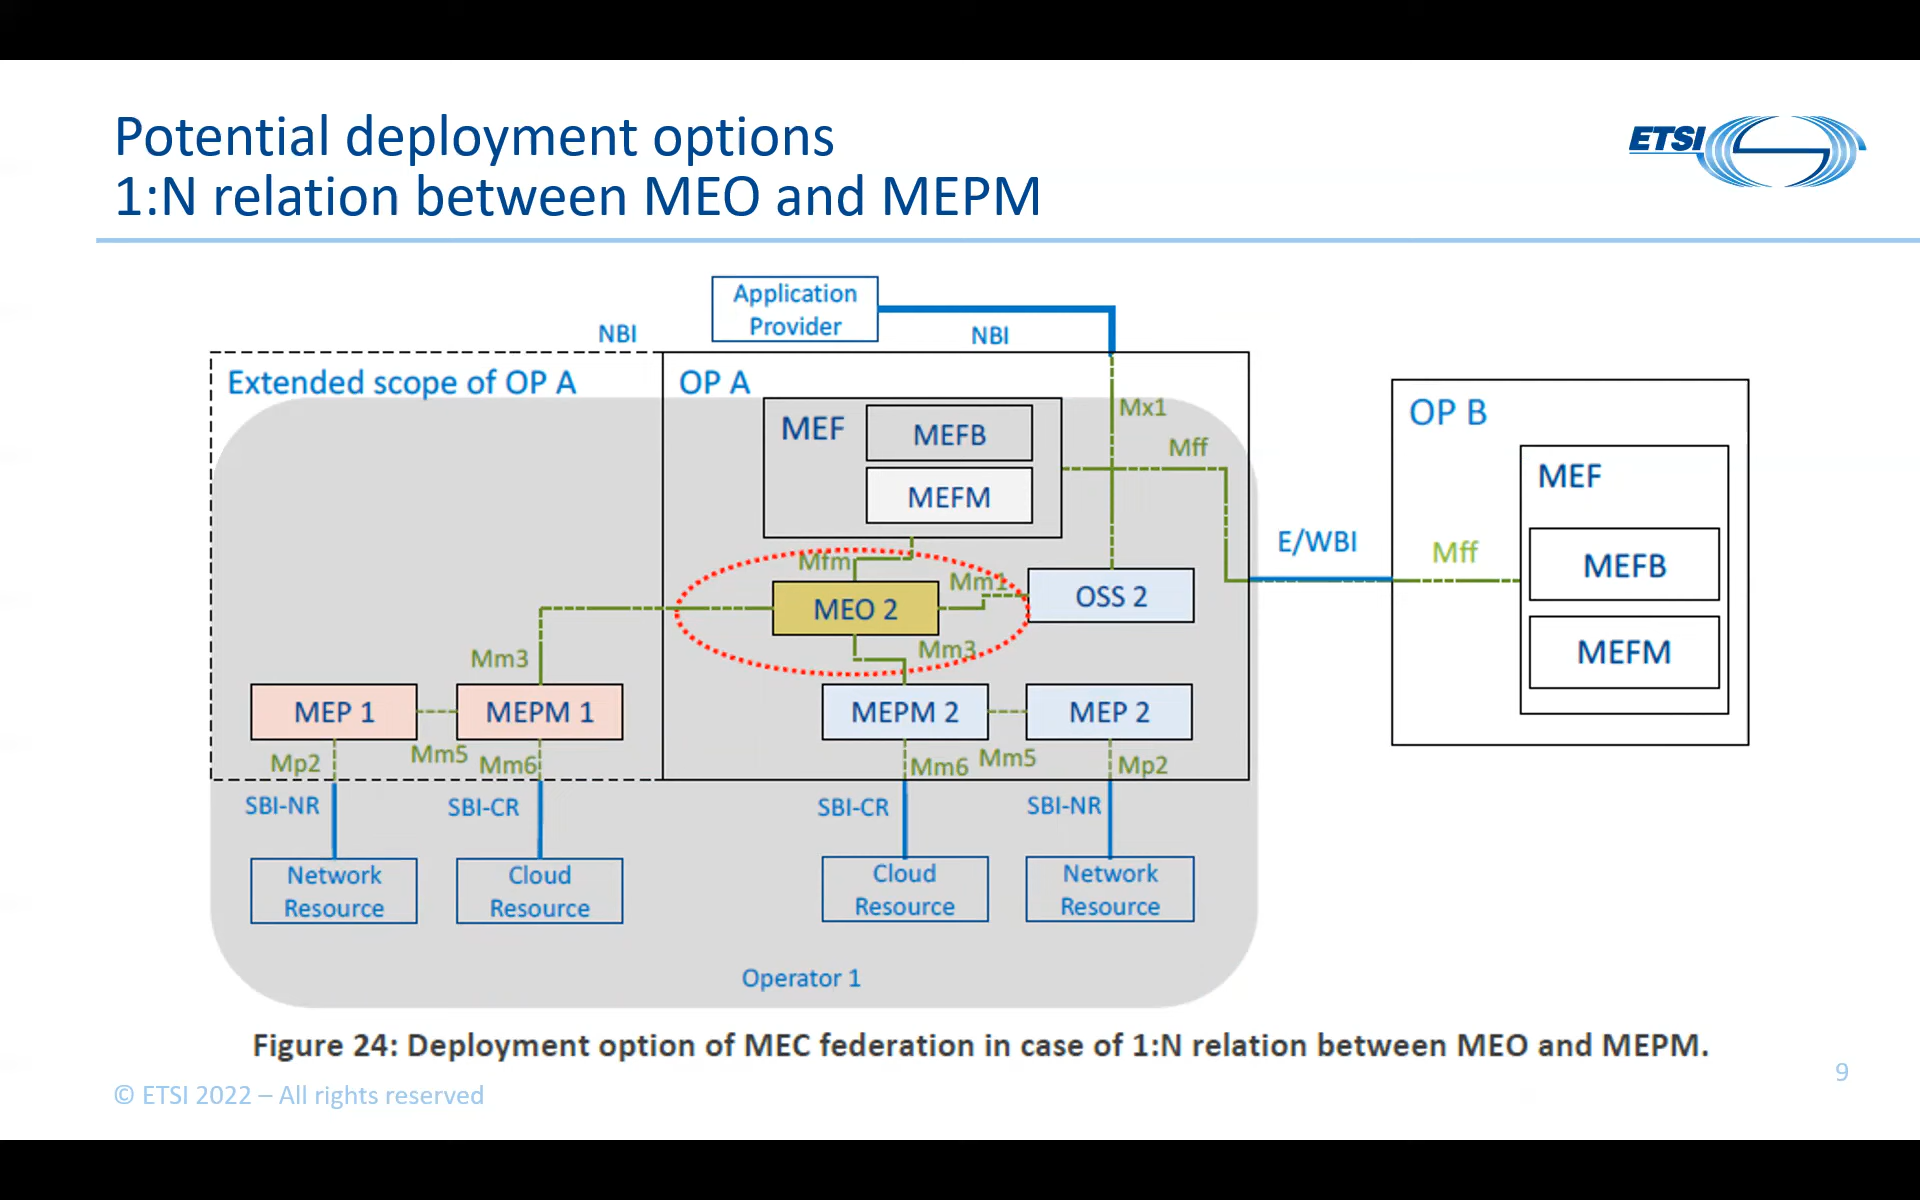 Potential deployment options
1:N relation between MEO and MEPM
ETSI
Application
Provider
NBI
NBI
Extended scope of OP A
OP A
MEF
MEFB
MEFM
Mx1
Mff
OP B
MEF
MEFB
MEFM
E/WBI
Mff
Mfm
Mm1
MEO 2
OSS 2
Mm3
Mm3
MEP 1
MEPM 1
MEPM 2
MEP 2
Mp2
Mm5
Mm6
Mm6
Mm5
Mp2
SBI-NR
SBI-CR
SBI-CR
SBI-NR
Network
Resource
Cloud
Resource
Cloud
Resource
Network
Resource
Operator 1
Figure 24: Deployment option of MEC federation in case of 1:N relation between MEO and MEPM.
9
© ETSI 2022 – All rights reserved